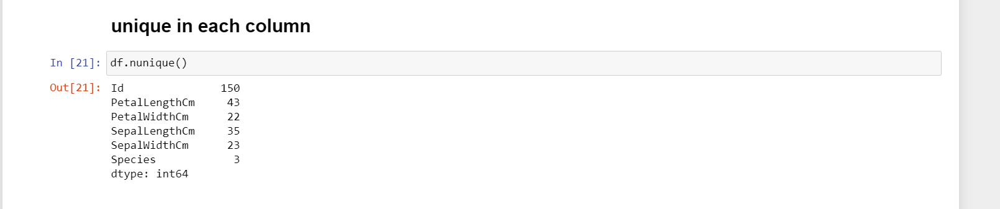 unique in each column
In [21]: df.nunique()
Out[21]: Id 150
PetalLengthCm 43
PetalWidthCm 22
SepalLengthCm 35
SepalWidthCm 23
Species 3
dtype: int64